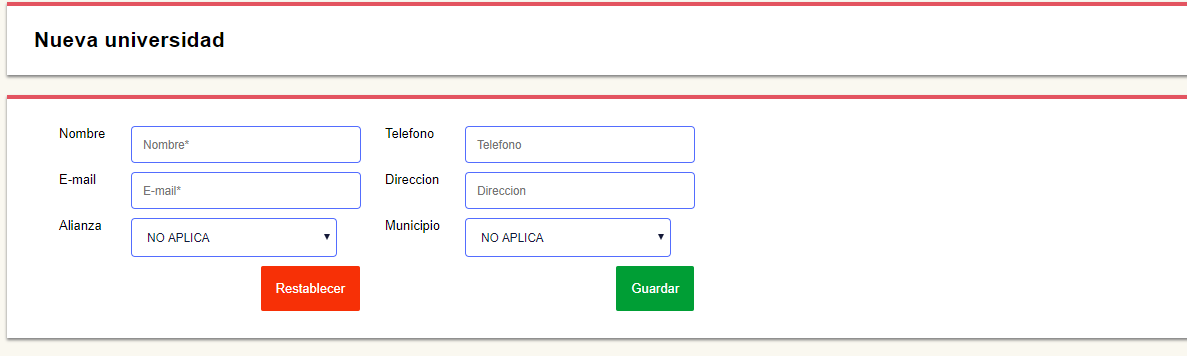 Nueva universidad
Nombre Nombre* Telefono Telefono
E-mail E-mail* Direccion Direccion
Alianza NO APLICA Municipio NO APLICA
Restablecer Guardar